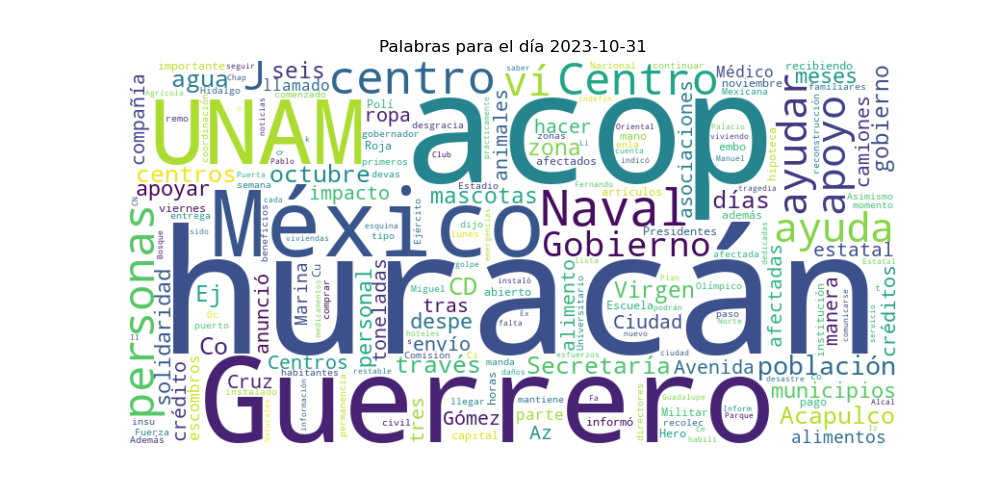 Palabras para el día 2023-10-31
importante
seguir
Chap
agua
J
seis
llamado
centro
ví
saber
Centro
Nacional
continuar
Médico
noviembre
Mexicana
recibiendo
meses
familiares
compañía
Agrícola
Hidalgo
comenzado
UNAM
acop
coordinación
noticias
remo
Polí
ropa
gobernador
Roja
desgracia
Club
prácticamente
animales
hacer
zonas
zona
afectados
Oriental
mano
enla
cuenta
indicó
Li
asociaciones
Palacio
viviendo
embo
Manuel
hipoteca
ayudar
reconstrucción
apoyo
camiones
gobierno
centros
Cr
Pablo
primeros
devas
octubre
Puerta
semana
apoyar
viernes
impacto
Estadio
mascotas
Fernando
artículos
días
tragedia
además
Asimismo
momento
personas
CN
entrega
sido
Bosque
México
beneficios
cada
viviendas
esquina
tipo
Ejército
dijo
lunes
emergencias
Naval
Gobierno
Presidentes
afectada
dedicadas
ayuda
estatal
Estatal
solidaridad
huracán
Ej
Oc
puerto
Co
anunció
Marina
medicamentos
Cu
comprar
personal
Miguel
toneladas
golpe
CD
tras
instaló
abierto
alimento
Universitario
lista
Virgen
Escuela
Ciudad
Plan
podrán
Olímpico
paso
Norte
afectadas
institución
manera
t
comunicarse
servicio
créditos
II
crédito
escombros
Centros
hoteles
despe
envío
s
Ex
falta
nuevo
Comisión
Ci
través
esfuerzos
ciudad
Secretaría
Avenida
población
desastre
Co
insu
Fuerza
Además
Naturales
Cruz
instalado
Guerrero
habitantes
información
restable
permanencia
civil
tres
llegar
capital
manda
daños
horas
Gómez
mantiene
parte
Az
Fa
informó
directores
Guadalupe
Militar
recolec
Hero
Ce
habili
Inform
Parque
municipios
pago
Alcal
Acapulco
Iz
alimentos